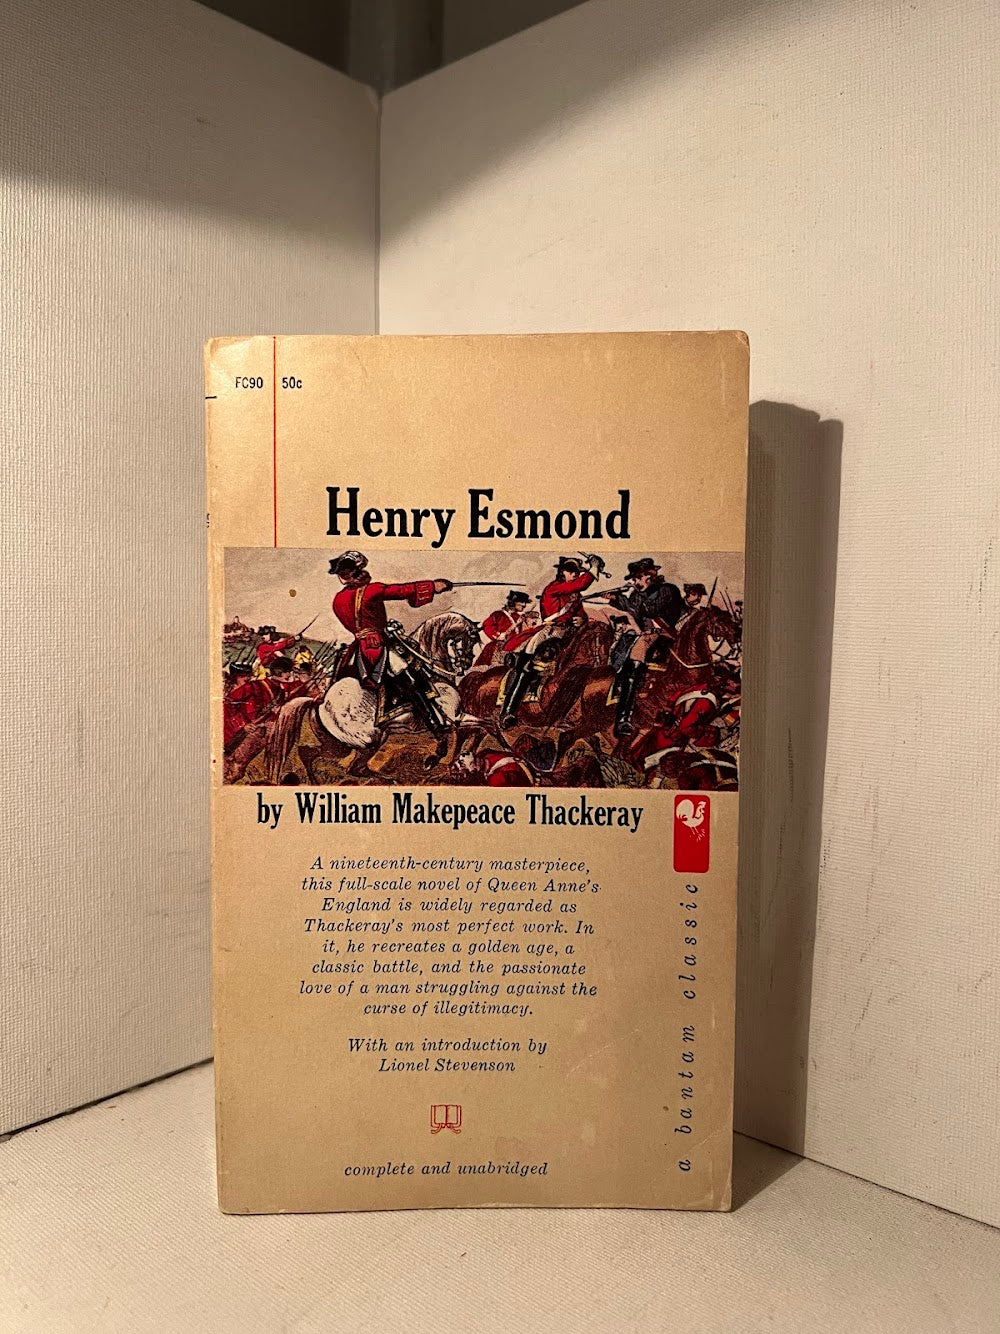 FC90 50c
Henry Esmond
by William Makepeace Thackeray
A nineteenth-century masterpiece,
this full-scale novel of Queen Anne's
England is widely regarded as
Thackeray's most perfect work. In
it, he recreates a golden age, a
classic battle, and the passionate
love of a man struggling against the
curse of illegitimacy.
With an introduction by
Lionel Stevenson
complete and unabridged
a bantam classic